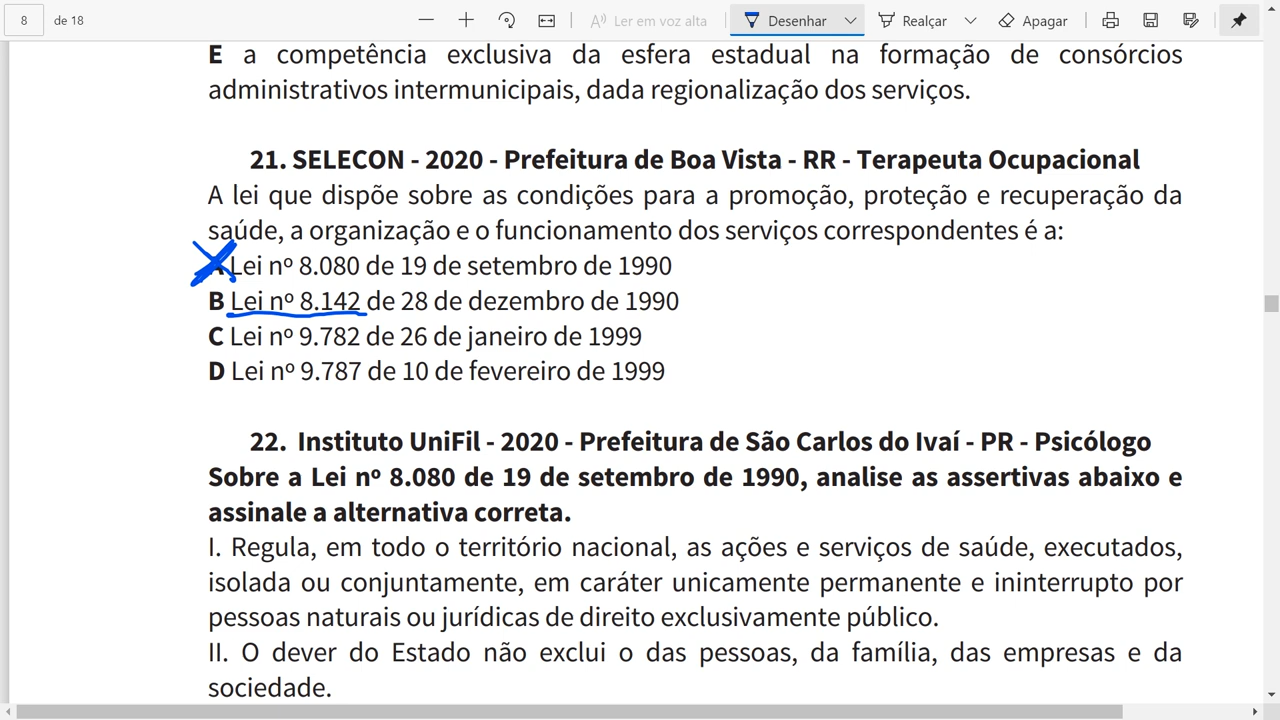 8
de 18
Ler em voz alta
Desenhar
Realçar
Apagar
E a competência exclusiva da esfera estadual na formação de consórcios
administrativos intermunicipais, dada regionalização dos serviços.
21. SELECON - 2020 - Prefeitura de Boa Vista - RR - Terapeuta Ocupacional
A lei que dispõe sobre as condições para a promoção, proteção e recuperação da
saúde, a organização e o funcionamento dos serviços correspondentes é a:
A Lei nº 8.080 de 19 de setembro de 1990
B Lei nº 8.142 de 28 de dezembro de 1990
C Lei nº 9.782 de 26 de janeiro de 1999
D Lei nº 9.787 de 10 de fevereiro de 1999
22. Instituto UniFil - 2020 - Prefeitura de São Carlos do Ivaí - PR - Psicólogo
Sobre a Lei nº 8.080 de 19 de setembro de 1990, analise as assertivas abaixo e
assinale a alternativa correta.
I. Regula, em todo o território nacional, as ações e serviços de saúde, executados,
isolada ou conjuntamente, em caráter unicamente permanente e ininterrupto por
pessoas naturais ou jurídicas de direito exclusivamente público.
II. O dever do Estado não exclui o das pessoas, da família, das empresas e da
sociedade.